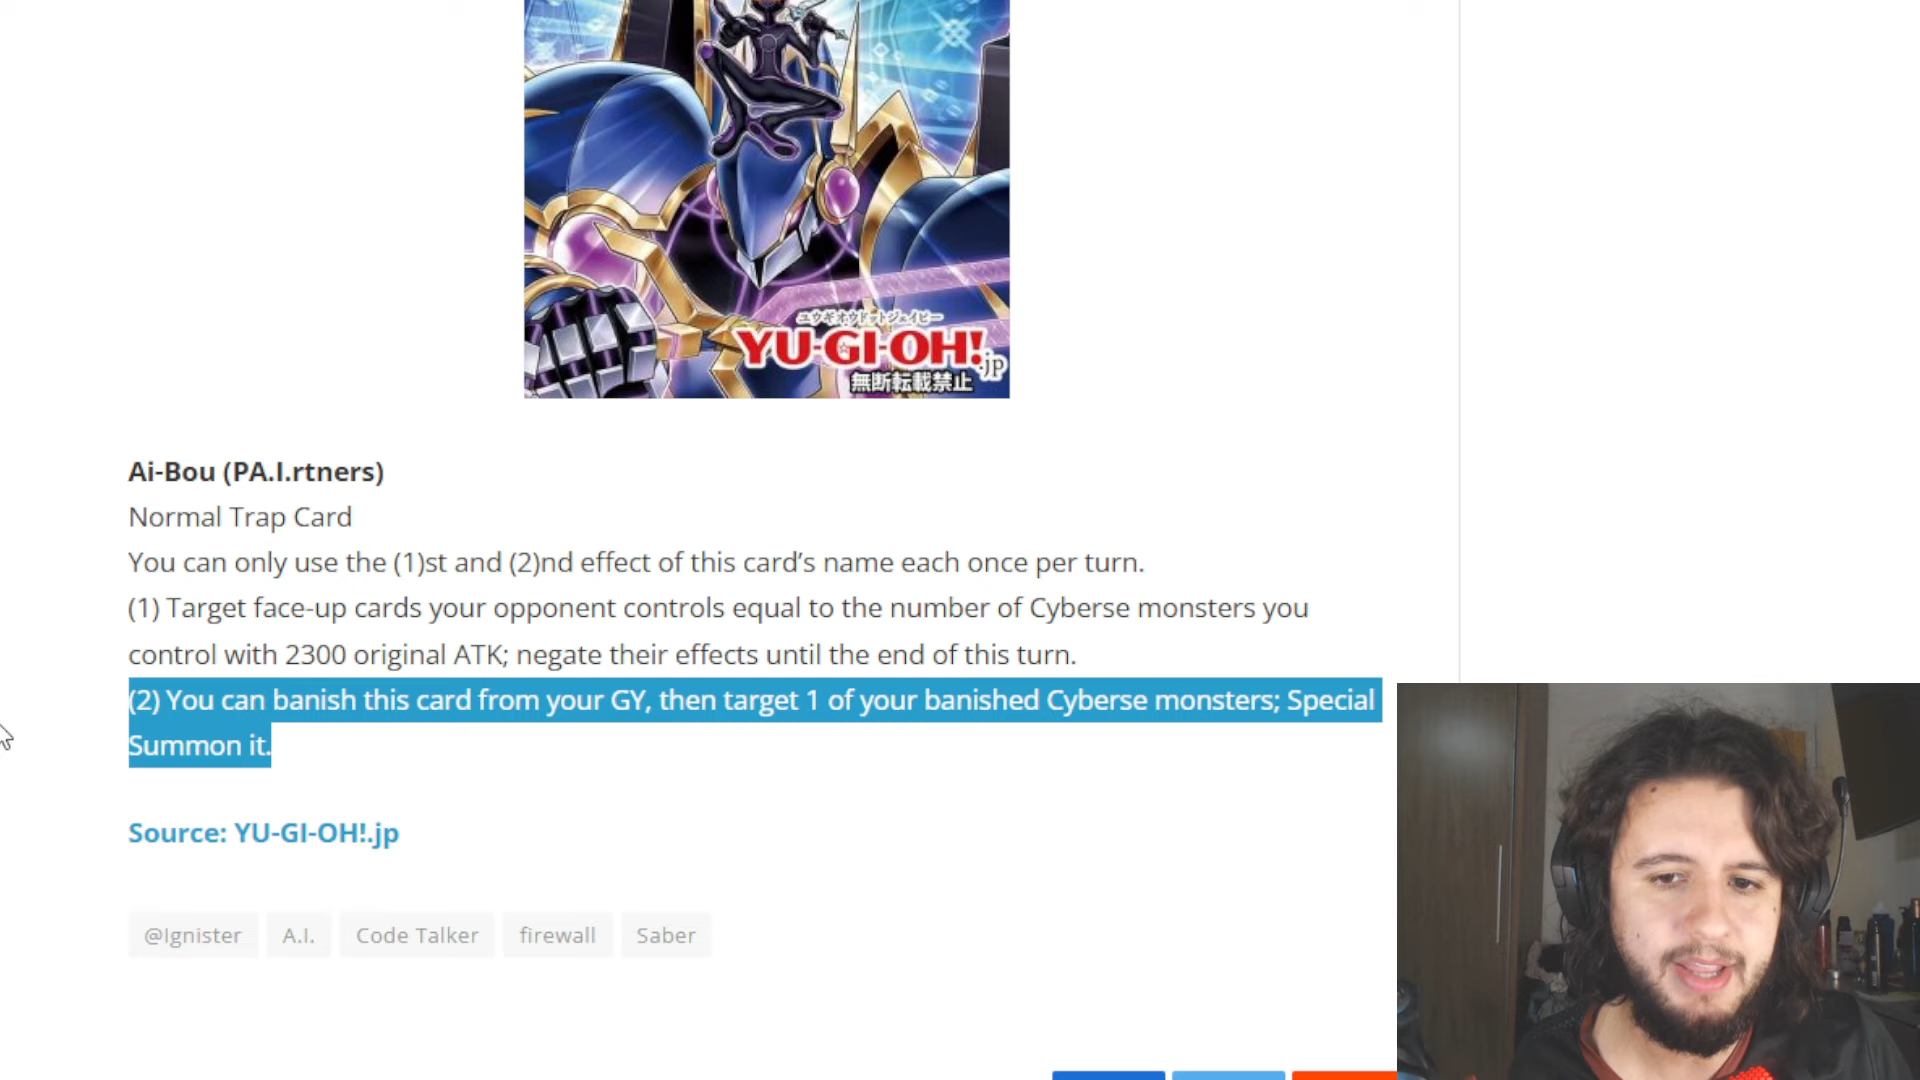 ユウギオウドットジェイピー
YU-GI-OH!.jp
無断転載禁止
Ai-Bou (PA.I.rtners)
Normal Trap Card
You can only use the (1)st and (2)nd effect of this card’s name each once per turn.
(1) Target face-up cards your opponent controls equal to the number of Cyberse monsters you
control with 2300 original ATK; negate their effects until the end of this turn.
(2) You can banish this card from your GY, then target 1 of your banished Cyberse monsters; Special
Summon it.
Source: YU-GI-OH!.jp
@Ignister A.I. Code Talker firewall Saber